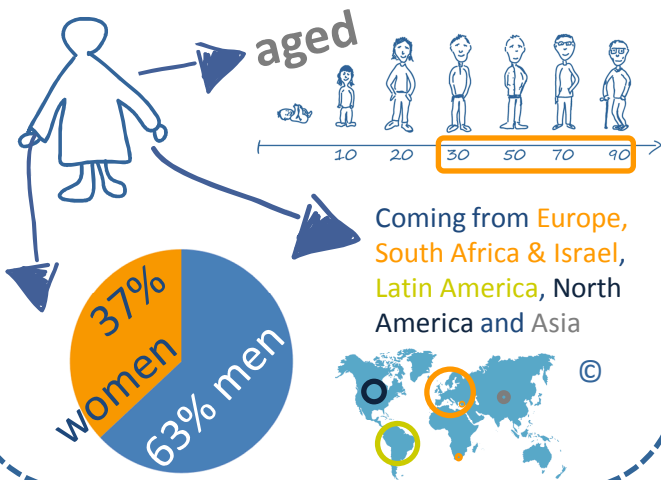 aged
10 20 30 50 70 90
Coming from Europe,
South Africa & Israel,
Latin America, North
America and Asia
©
37%
women
63% men